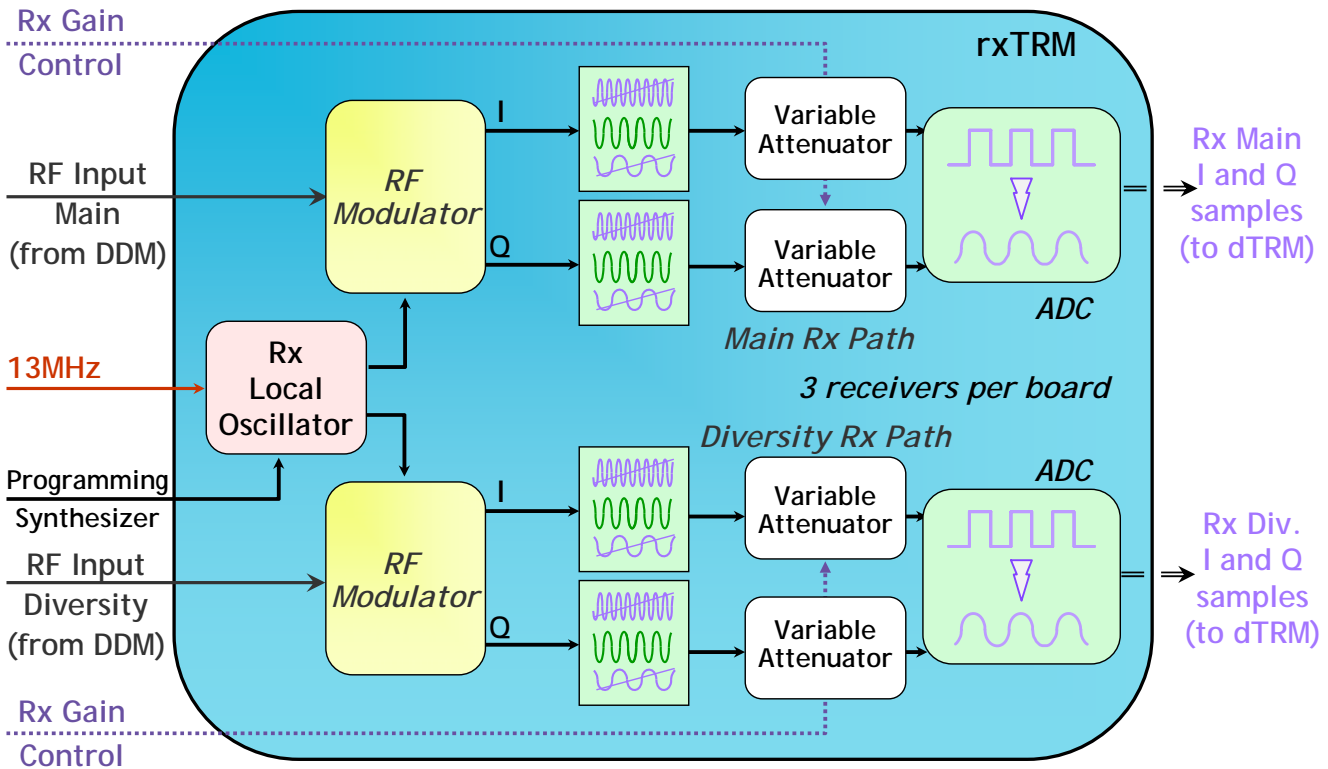 Rx Gain
Control
rxTRM
RF Input
Main
(from DDM)
RF
Modulator
I
Q
Variable
Attenuator
Variable
Attenuator
ADC
Rx Main
I and Q
samples
(to dTRM)
Main Rx Path
13MHz
Rx
Local
Oscillator
3 receivers per board
Diversity Rx Path
Programming
Synthesizer
RF Input
Diversity
(from DDM)
RF
Modulator
I
Q
Variable
Attenuator
Variable
Attenuator
ADC
Rx Div.
I and Q
samples
(to dTRM)
Rx Gain
Control